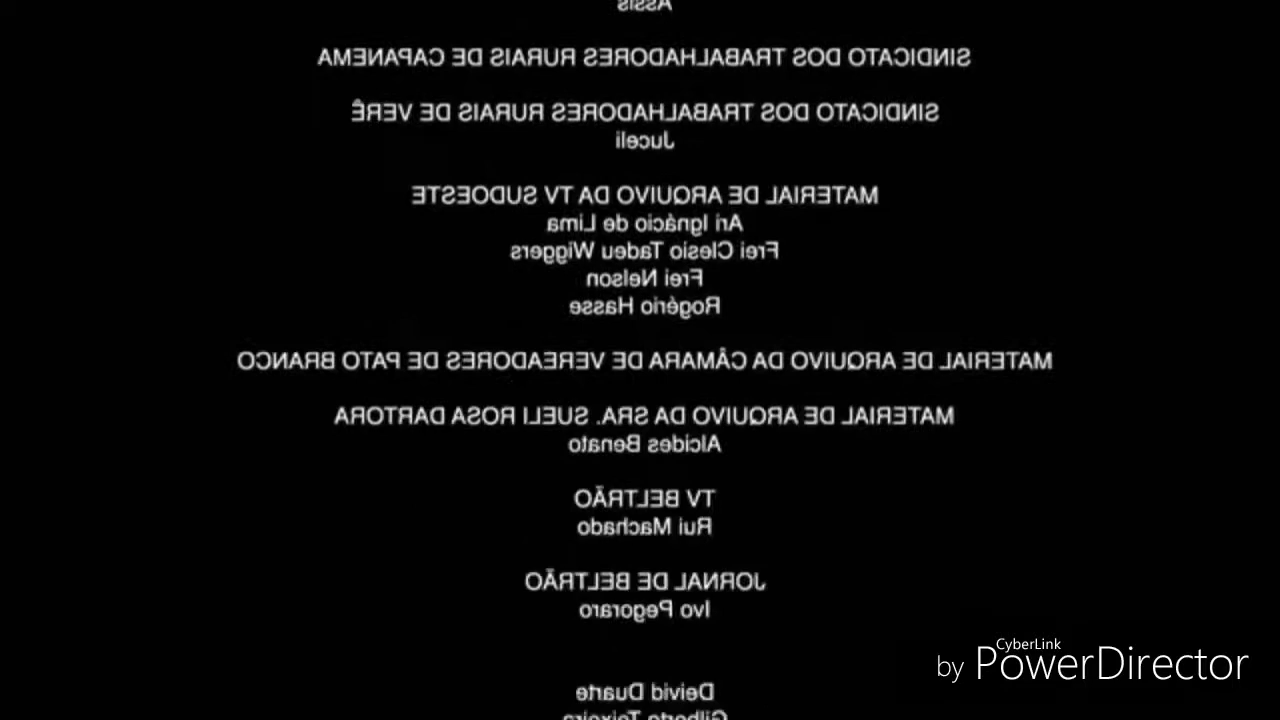 Assis
SINDICATO DOS TRABALHADORES RURAIS DE CAPANEMA
SINDICATO DOS TRABALHADORES RURAIS DE VERÊ
Juceli
MATERIAL DE ARQUIVO DA TV SUDOESTE
Ari Ignácio de Lima
Frei Clesio Tadeu Wiggers
Frei Nelson
Rogério Hasse
MATERIAL DE ARQUIVO DA CÂMARA DE VEREADORES DE PATO BRANCO
MATERIAL DE ARQUIVO DA SRA. SUELI ROSA DARTORA
Alcides Benato
TV BELTRÃO
Rui Machado
JORNAL DE BELTRÃO
Ivo Pegoraro
Deivid Duarte
Gilberto Teixeira
CyberLink
by PowerDirector